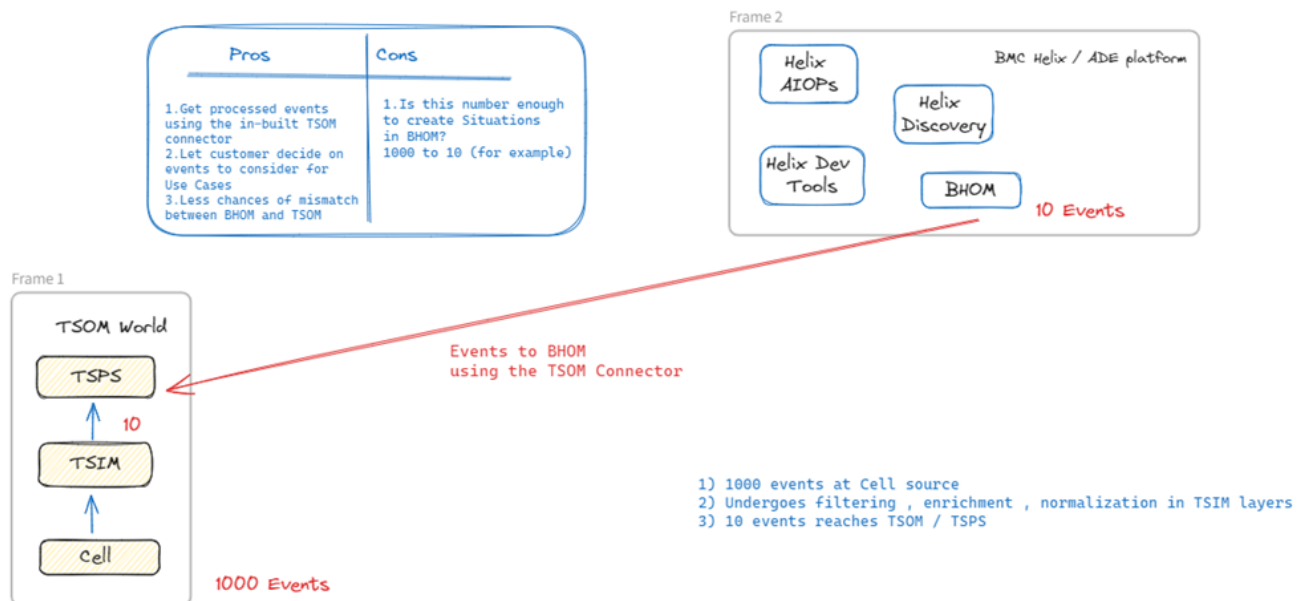 Frame 2
Pros
Cons
1.Get processed events
using the in-built TSOM
connector
2.Let customer decide on
events to consider for
Use Cases
3.Less chances of mismatch
between BHOM and TSOM
1.Is this number enough
to create Situations
in BHOM?
1000 to 10 (for example)
Helix
AIOPs
BMC Helix / ADE platform
Helix
Discovery
Helix Dev
Tools
BHOM
10 Events
Frame 1
TSOM World
TSPS
10
TSIM
Cell
1000 Events
Events to BHOM
using the TSOM Connector
1) 1000 events at Cell source
2) Undergoes filtering , enrichment , normalization in TSIM layers
3) 10 events reaches TSOM / TSPS